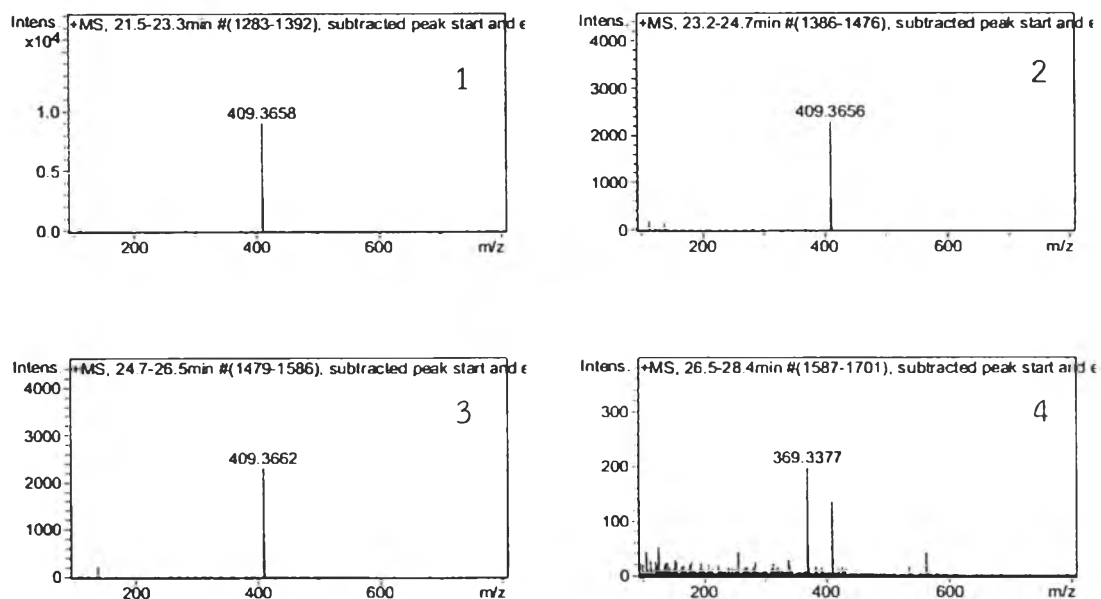 Intens. +MS, 21.5-23.3min #(1283-1392), subtracted peak start and e
x10⁴
1
1.0
409.3658
0.5
0.0
200 400 600 m/z
Intens. +MS, 23.2-24.7min #(1386-1476), subtracted peak start and e
4000
2
3000
409.3656
2000
1000
0
200 400 600 m/z
Intens. +MS, 24.7-26.5min #(1479-1586), subtracted peak start and e
4000
3
3000
409.3662
2000
1000
0
200 400 600 m/z
Intens. +MS, 26.5-28.4min #(1587-1701), subtracted peak start and e
4
300
369.3377
200
100
0
200 400 600 m/z